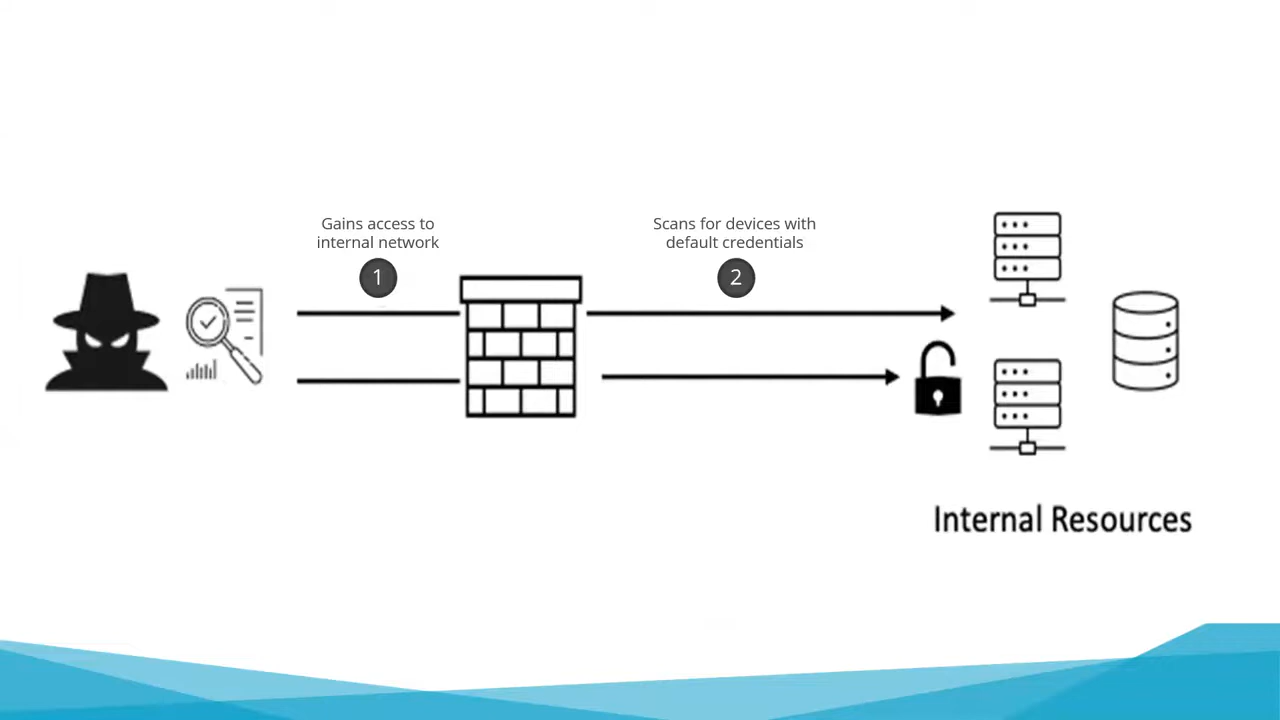 Gains access to
internal network
1
Scans for devices with
default credentials
2
Internal Resources